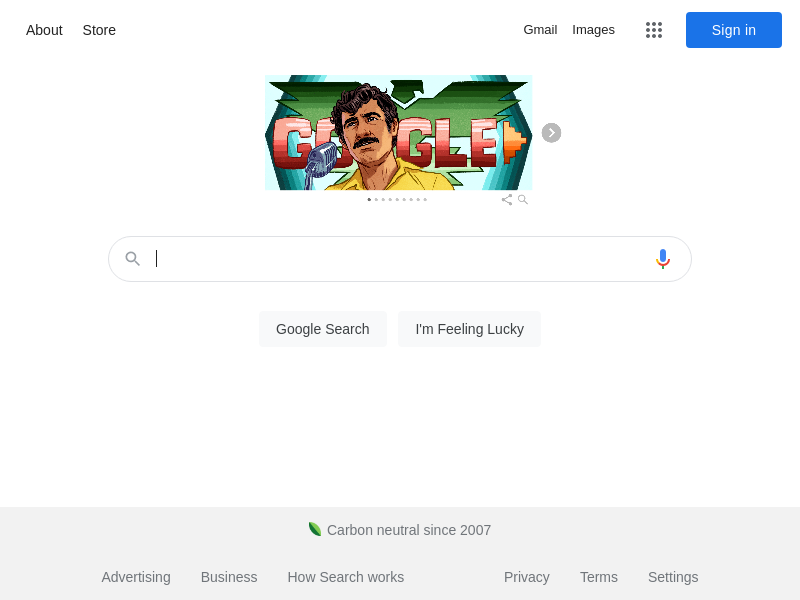 About Store Gmail Images Sign in
GOOGLE
Google Search I'm Feeling Lucky
Carbon neutral since 2007
Advertising Business How Search works Privacy Terms Settings